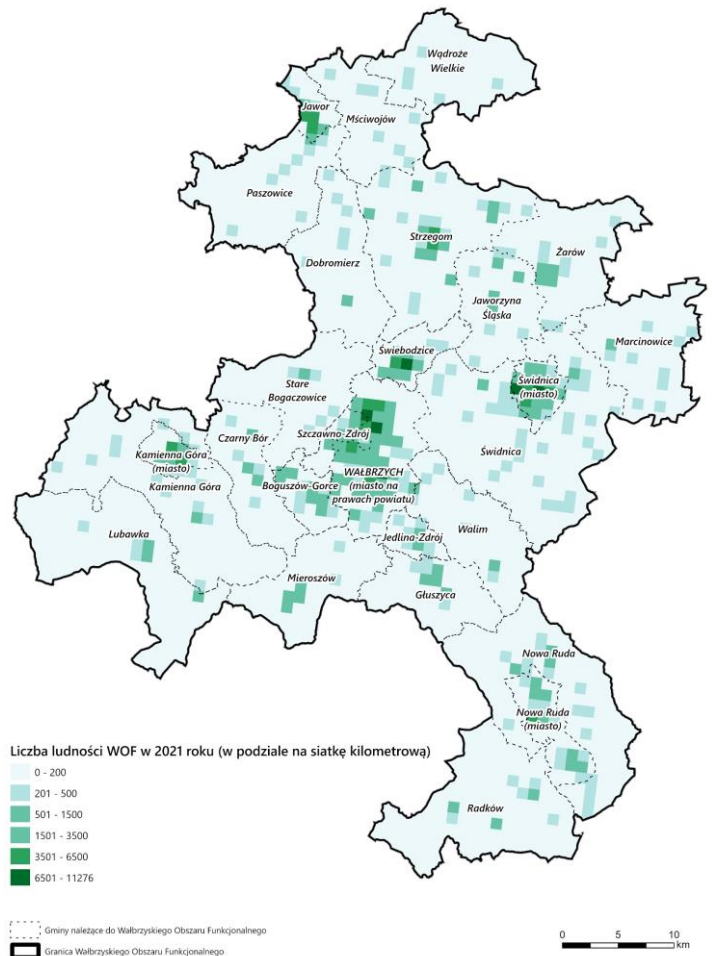 Wądroże
Wielkie
Jawor
Mściwojów
Paszowice
Strzegom
Żarów
Dobromierz
Jaworzyna
Śląska
Marcinowice
Świebodzice
Świdnica
(miasto)
Stare
Bogaczowice
Szczawno-Zdrój
Czarny Bór
Świdnica
Kamienna Góra
(miasto)
WAŁBRZYCH
(miasto na
prawach powiatu)
Kamienna Góra
Boguszów-Gorce
Walim
Lubawka
Jedlina-Zdrój
Mieroszów
Głuszyca
Nowa Ruda
Nowa Ruda
(miasto)
Radków
Liczba ludności WOF w 2021 roku (w podziale na siatkę kilometrową)
0 - 200
201 - 500
501 - 1500
1501 - 3500
3501 - 6500
6501 - 11276
Gminy należące do Wałbrzyskiego Obszaru Funkcjonalnego
Granica Wałbrzyskiego Obszaru Funkcjonalnego
0 5 10
km